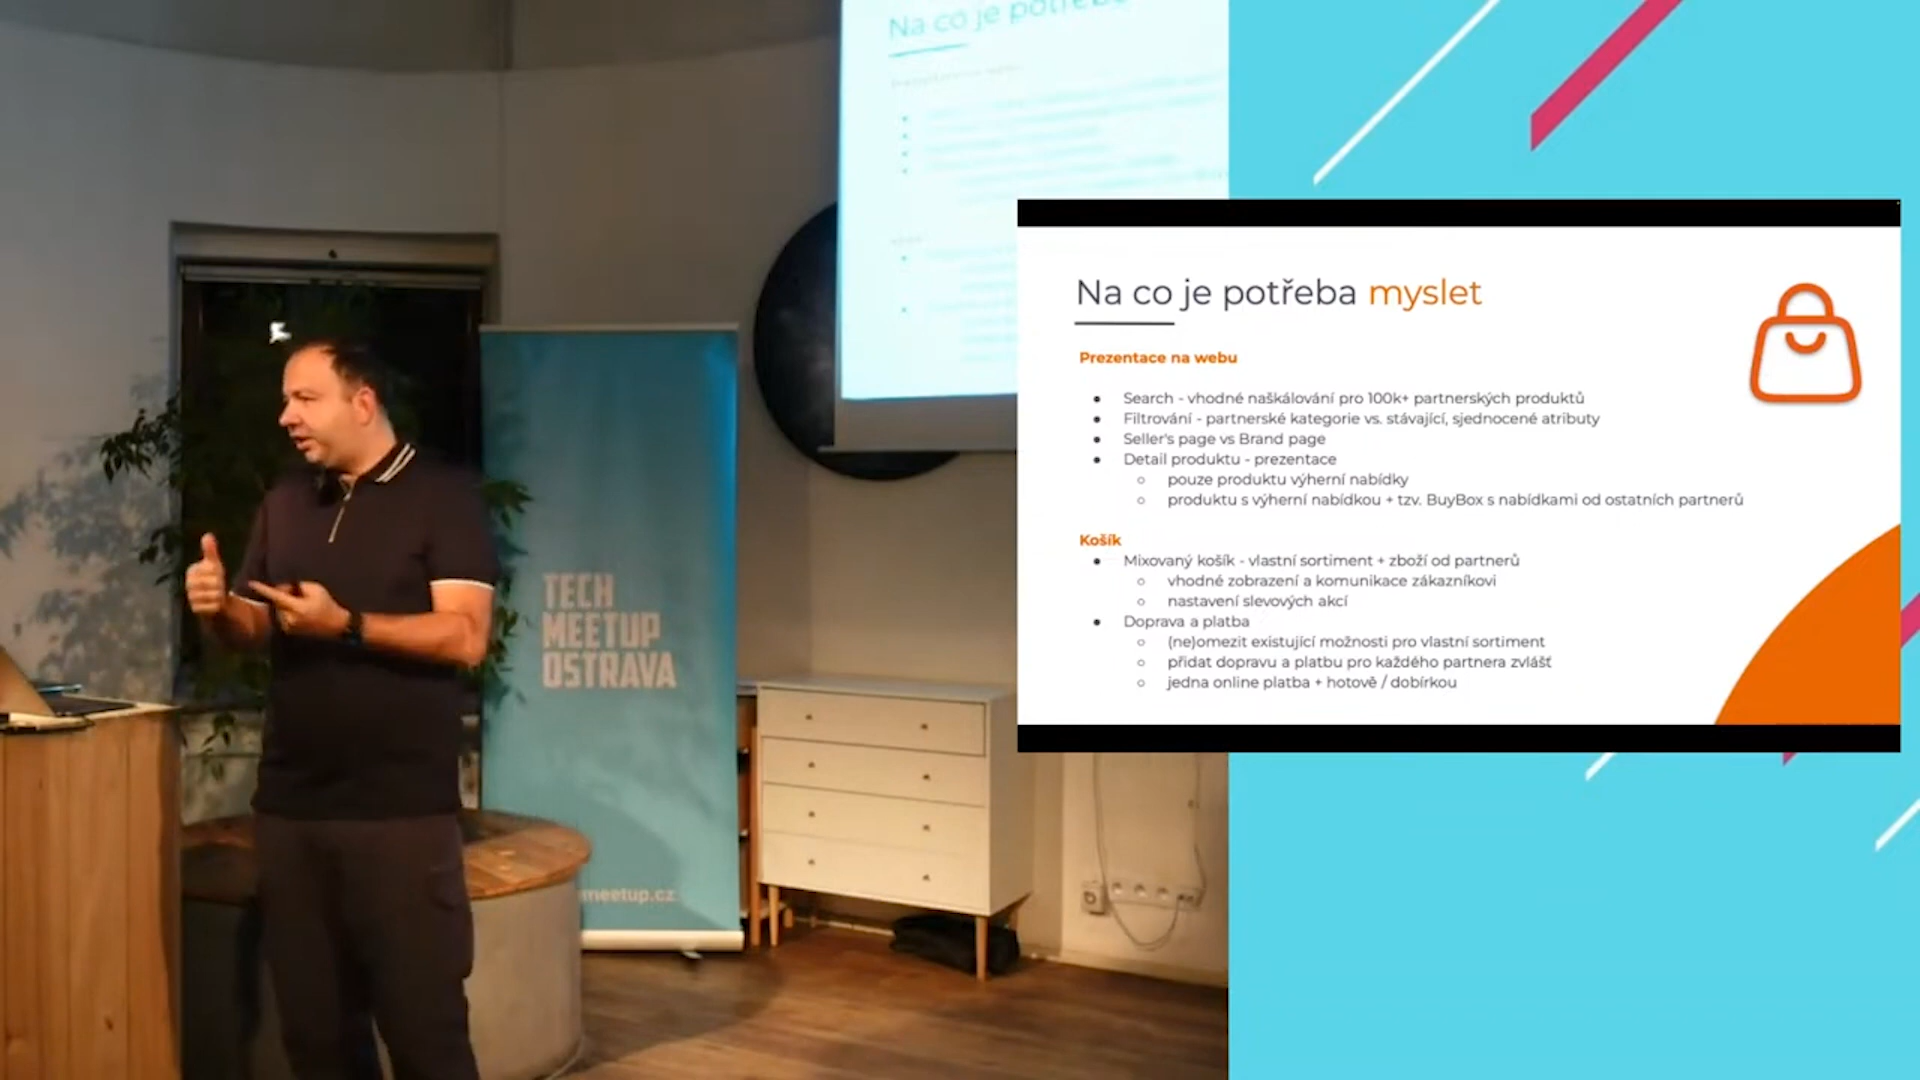 Na co je potřebo
TECH
MEETUP
OSTRAVA
meetup.cz
Na co je potřeba myslet
Prezentace na webu
Search - vhodné naškálování pro 100k+ partnerských produktů
Filtrování - partnerské kategorie vs. stávající, sjednocené atributy
Seller's page vs Brand page
Detail produktu - prezentace
pouze produktu výherní nabídky
produktu s výherní nabídkou + tzv. BuyBox s nabídkami od ostatních partnerů
Košík
Mixovaný košík - vlastní sortiment + zboží od partnerů
vhodné zobrazení a komunikace zákazníkovi
nastavení slevových akcí
Doprava a platba
(ne)omezit existující možnosti pro vlastní sortiment
přidat dopravu a platbu pro každého partnera zvlášť
jedna online platba + hotově / dobírkou